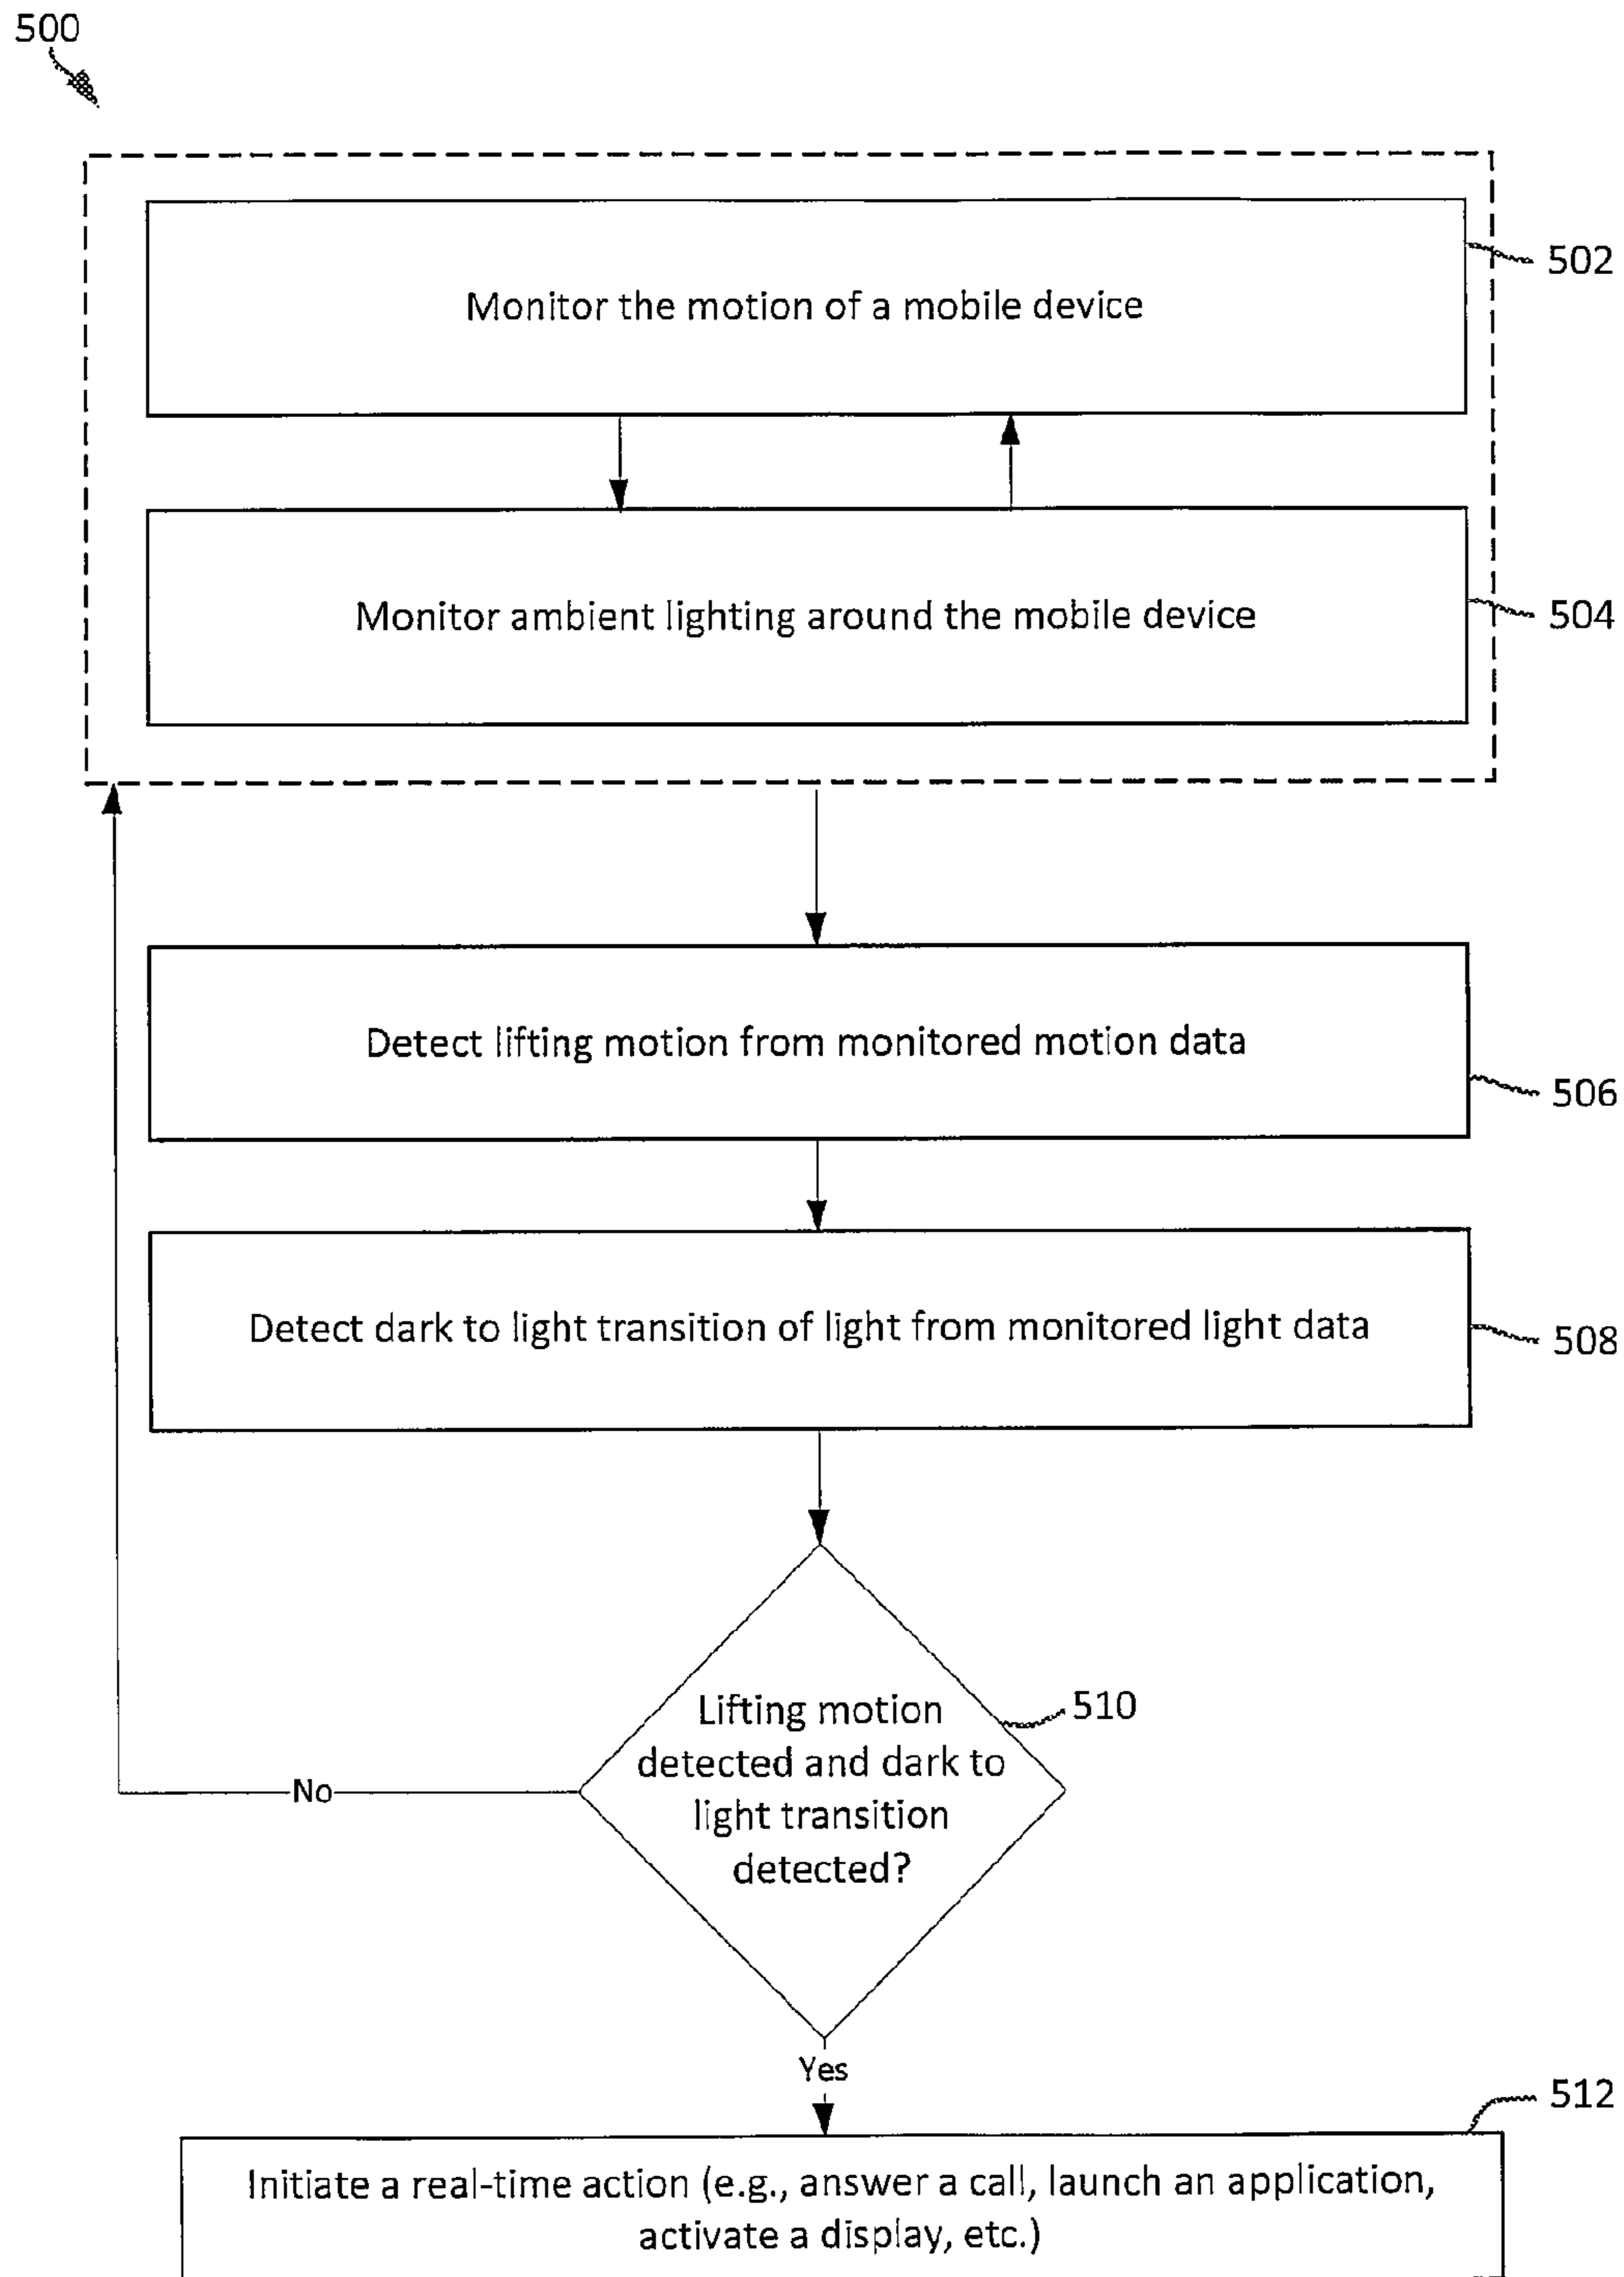 500
502
Monitor the motion of a mobile device
504
Monitor ambient lighting around the mobile device
Detect lifting motion from monitored motion data
506
Detect dark to light transition of light from monitored light data
508
510
Lifting motion
detected and dark to
light transition
detected?
No
Yes
512
Initiate a real-time action (e.g., answer a call, launch an application,
activate a display, etc.)